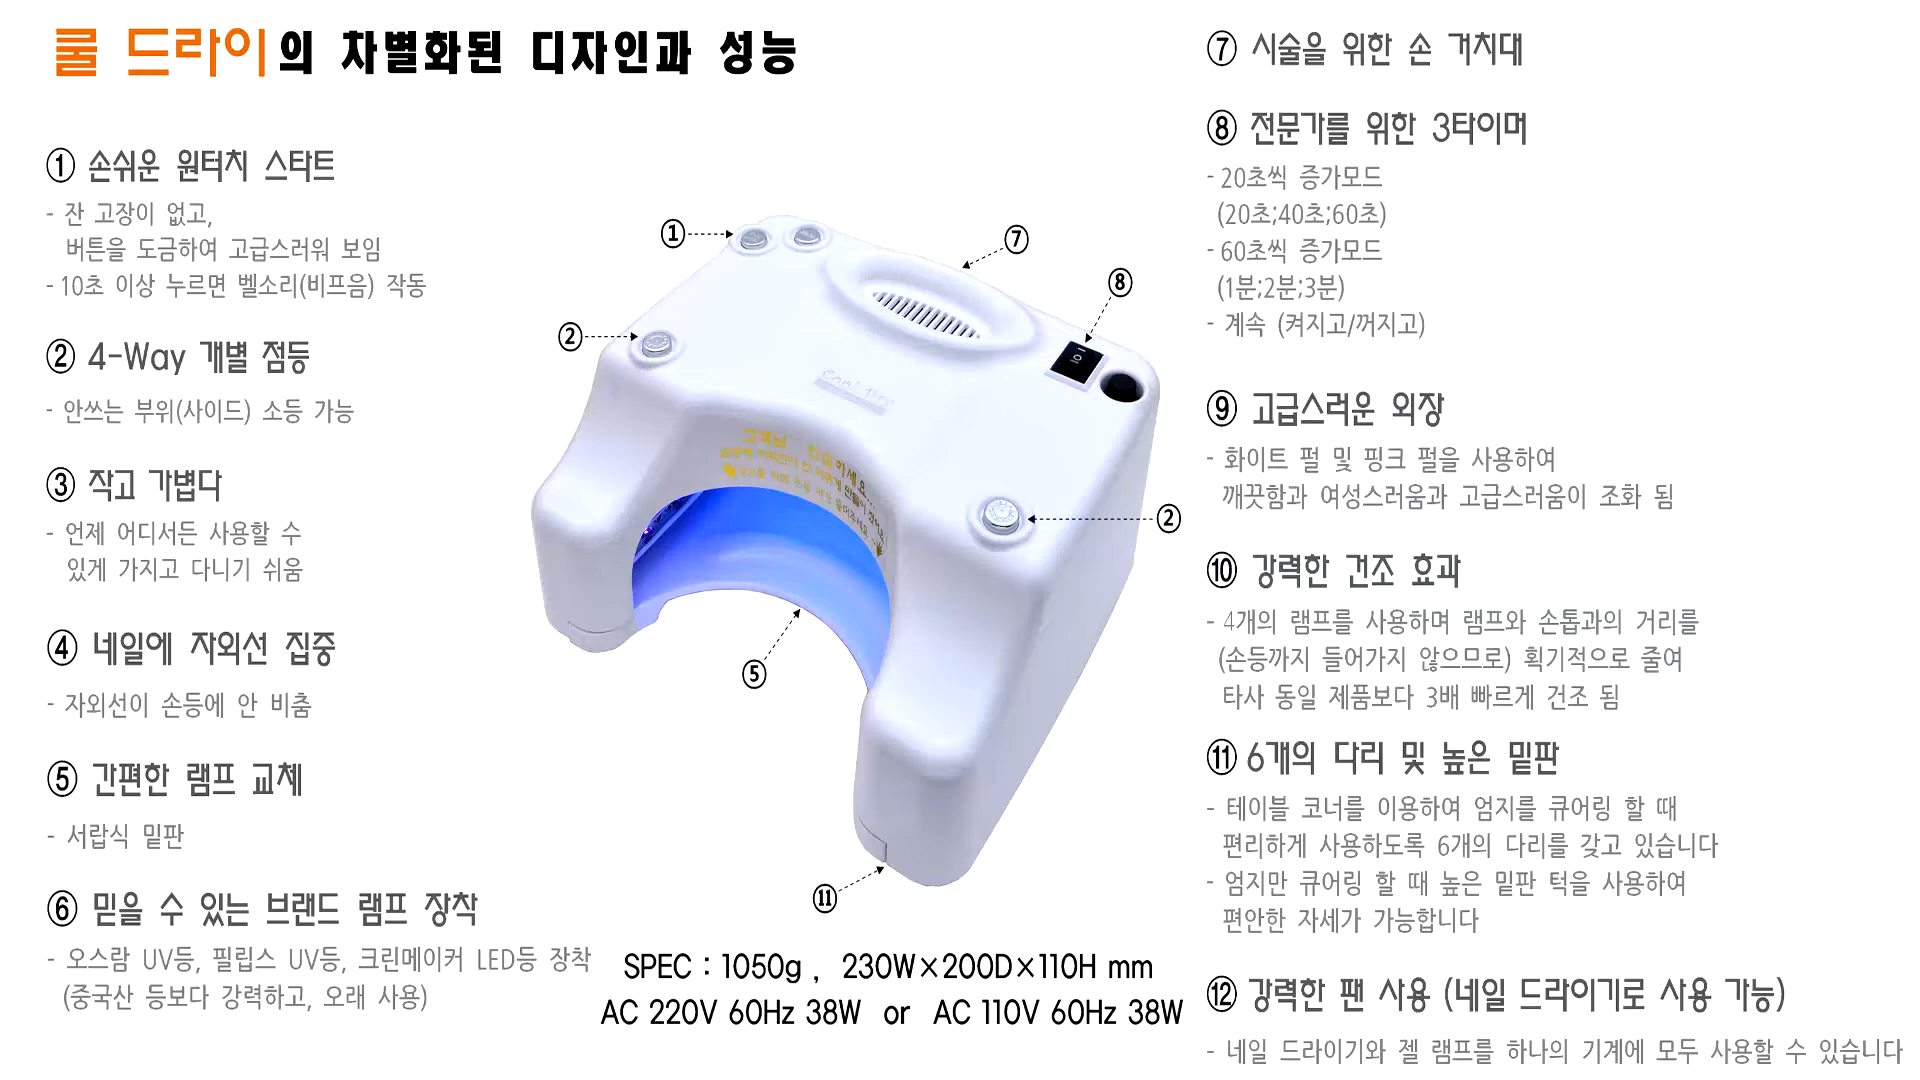 쿨 드라이의 차별화된 디자인과 성능
① 손쉬운 원터치 스타트
- 잔 고장이 없고,
버튼을 도금하여 고급스러워 보임
- 10초 이상 누르면 벨소리(비프음) 작동
② 4-Way 개별 점등
- 안쓰는 부위(사이드) 소등 가능
③ 작고 가볍다
- 언제 어디서든 사용할 수
있게 가지고 다니기 쉬움
④ 네일에 자외선 집중
- 자외선이 손등에 안 비춤
⑤ 간편한 램프 교체
- 서랍식 밑판
⑥ 믿을 수 있는 브랜드 램프 장착
- 오스람 UV등, 필립스 UV등, 크린메이커 LED등 장착
(중국산 등보다 강력하고, 오래 사용)
①
②
⑦
⑧
②
⑤
⑪
고객님
SPEC : 1050g , 230W×200D×110H mm
AC 220V 60Hz 38W or AC 110V 60Hz 38W
⑦ 시술을 위한 손 거치대
⑧ 전문가를 위한 3타이머
- 20초씩 증가모드
(20초;40초;60초)
- 60초씩 증가모드
(1분;2분;3분)
- 계속 (켜지고/꺼지고)
⑨ 고급스러운 외장
- 화이트 펄 및 핑크 펄을 사용하여
깨끗함과 여성스러움과 고급스러움이 조화 됨
⑩ 강력한 건조 효과
- 4개의 램프를 사용하며 램프와 손톱과의 거리를
(손등까지 들어가지 않으므로) 획기적으로 줄여
타사 동일 제품보다 3배 빠르게 건조 됨
⑪ 6개의 다리 및 높은 밑판
- 테이블 코너를 이용하여 엄지를 큐어링 할 때
편리하게 사용하도록 6개의 다리를 갖고 있습니다
- 엄지만 큐어링 할 때 높은 밑판 턱을 사용하여
편안한 자세가 가능합니다
⑫ 강력한 팬 사용 (네일 드라이기로 사용 가능)
- 네일 드라이기와 젤 램프를 하나의 기계에 모두 사용할 수 있습니다